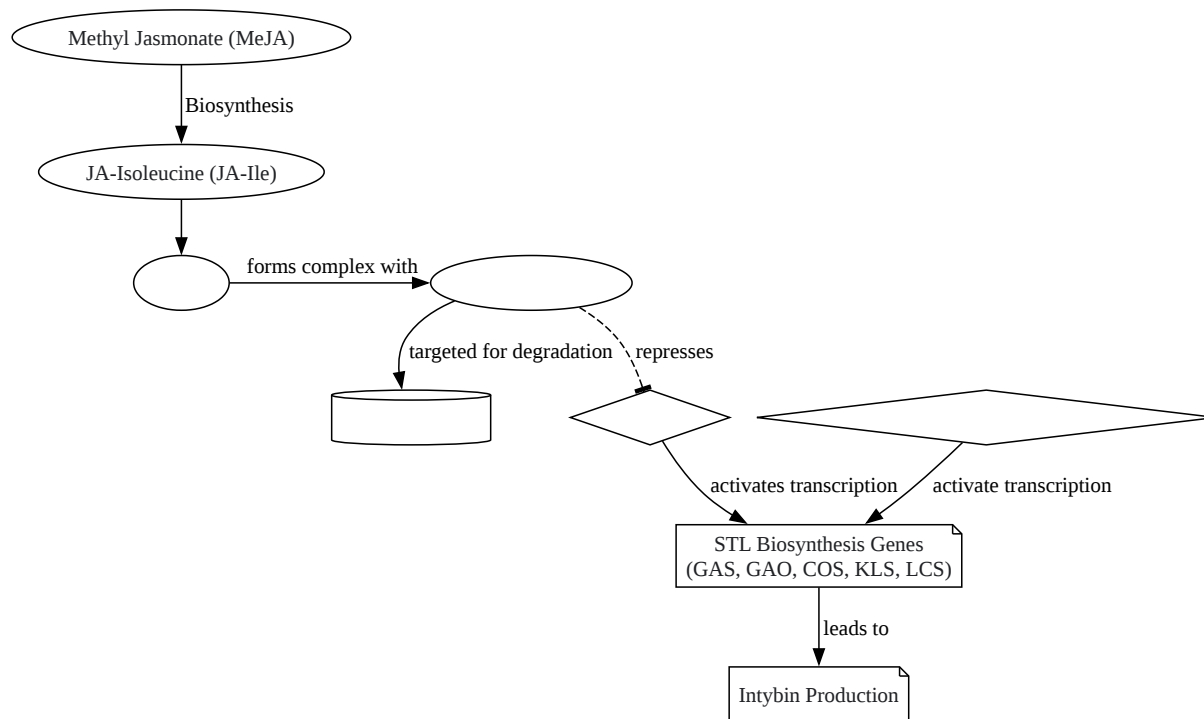 Methyl Jasmonate (MeJA)
Biosynthesis
JA-Isoleucine (JA-Ile)
forms complex with
targeted for degradation
represses
activates transcription
activate transcription
STL Biosynthesis Genes
(GAS, GAO, COS, KLS, LCS)
leads to
Intybin Production